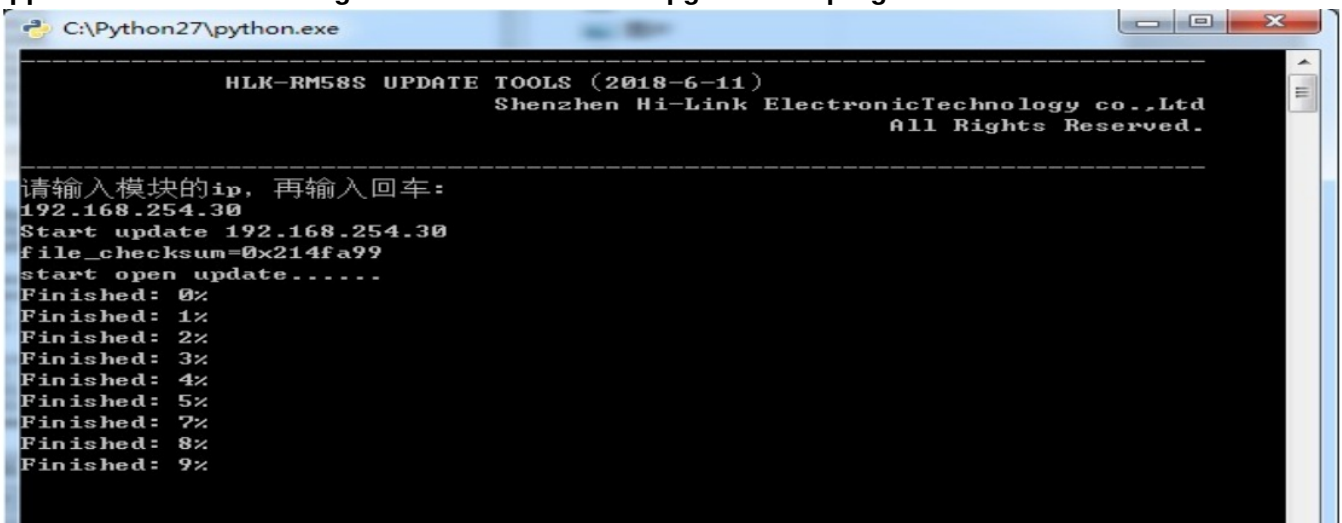 C:\Python27\python.exe
HLK-RM58S UPDATE TOOLS (2018-6-11)
Shenzhen Hi-Link ElectronicTechnology co.,Ltd
All Rights Reserved.
请输入模块的ip, 再输入回车:
192.168.254.30
Start update 192.168.254.30
file_checksum=0x214fa99
start open update......
Finished: 0%
Finished: 1%
Finished: 2%
Finished: 3%
Finished: 4%
Finished: 5%
Finished: 7%
Finished: 8%
Finished: 9%